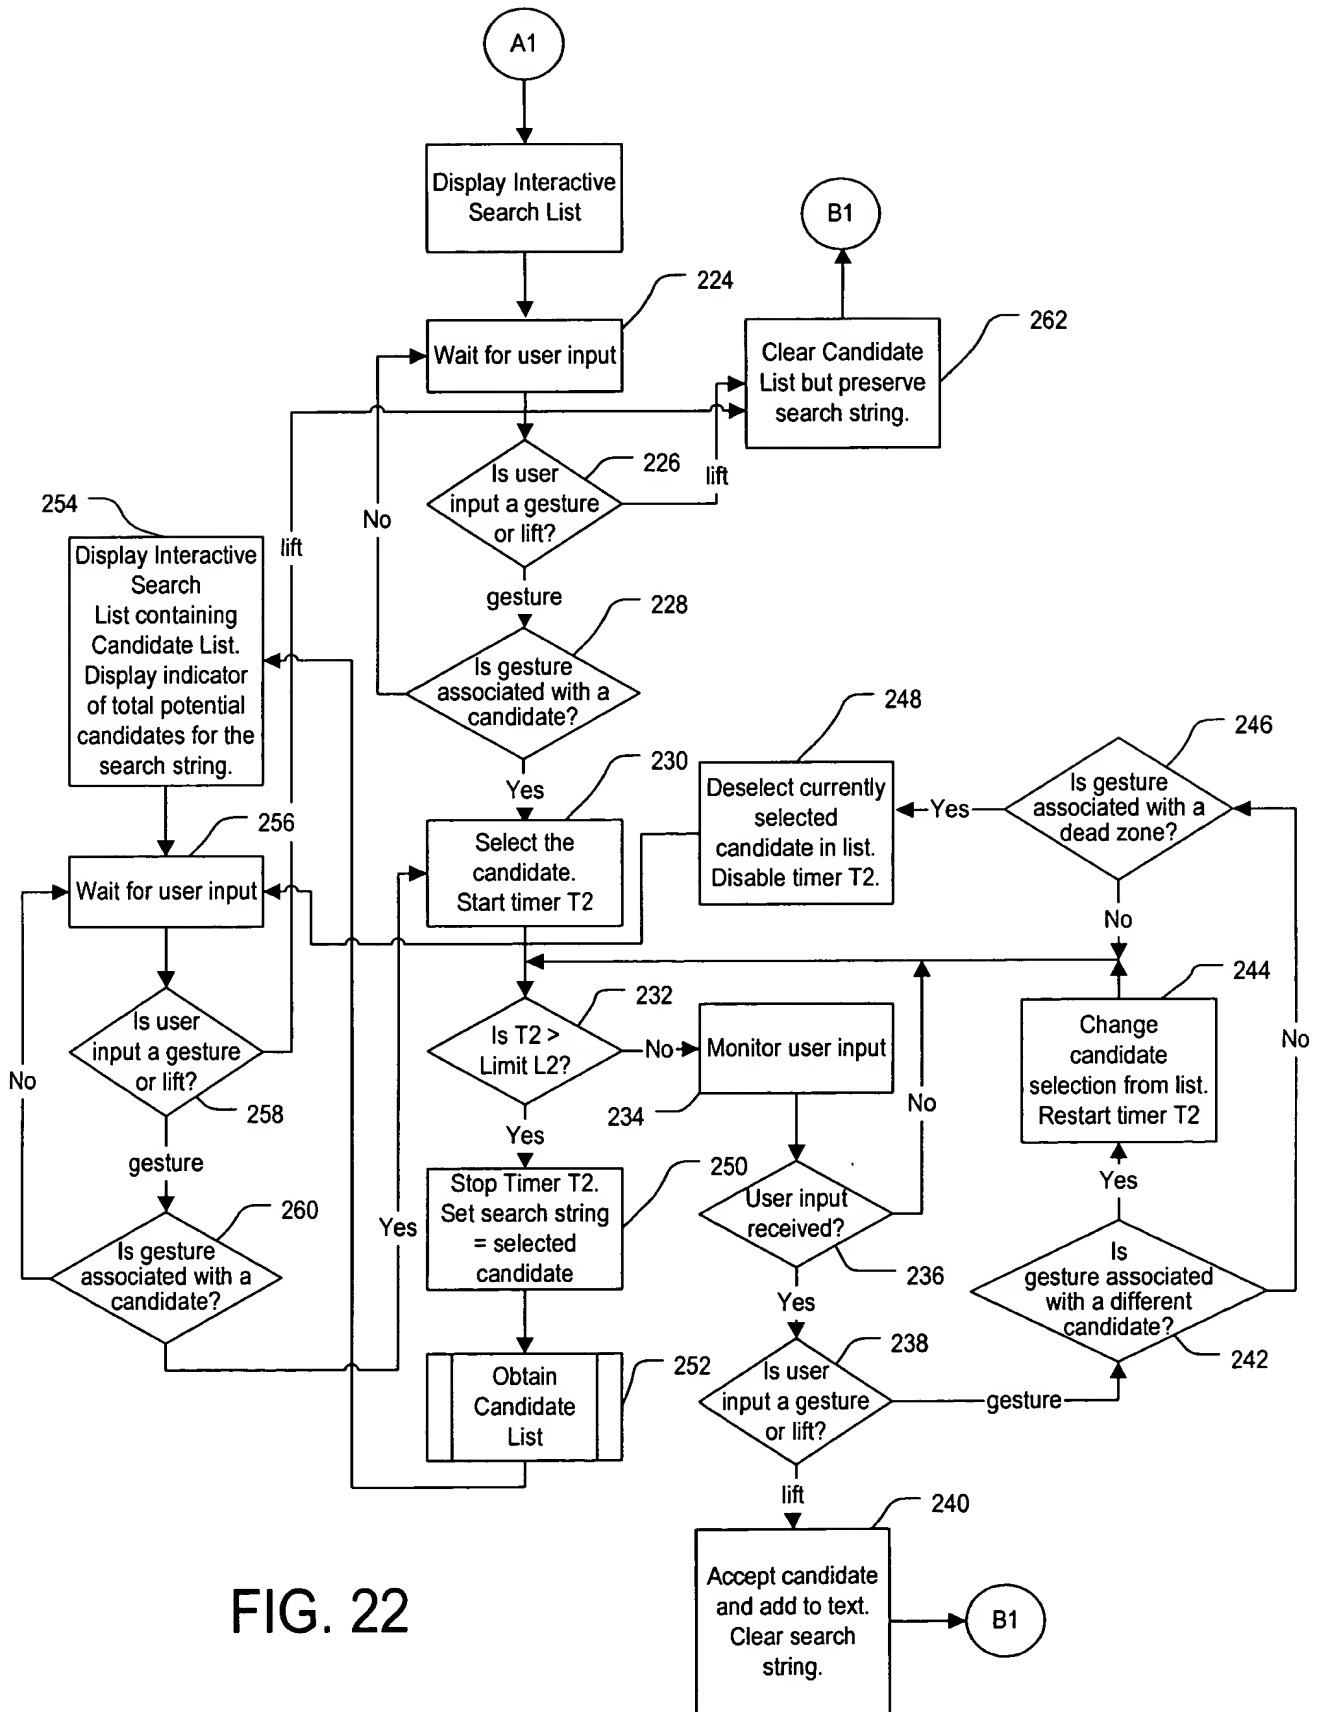 A1
Display Interactive
Search List
B1
224
Wait for user input
262
Clear Candidate
List but preserve
search string.
226
Is user
input a gesture
or lift?
lift
No
254
Display Interactive
Search
List containing
Candidate List.
Display indicator
of total potential
candidates for the
search string.
lift
gesture
228
Is gesture
associated with a
candidate?
248
Deselect currently
selected
candidate in list.
Disable timer T2.
Yes
246
Is gesture
associated with a
dead zone?
Yes
230
Select the
candidate.
Start timer T2
256
Wait for user input
No
244
Change
candidate
selection from list.
Restart timer T2
No
232
Is T2 >
Limit L2?
No
Monitor user input
234
No
Is user
input a gesture
or lift?
258
No
gesture
Yes
250
Stop Timer T2.
Set search string
= selected
candidate
User input
received?
236
Yes
260
Is gesture
associated with a
candidate?
Yes
Is
gesture associated
with a different
candidate?
242
Yes
252
Obtain
Candidate
List
238
Is user
input a gesture
or lift?
gesture
lift
240
Accept candidate
and add to text.
Clear search
string.
B1
FIG. 22